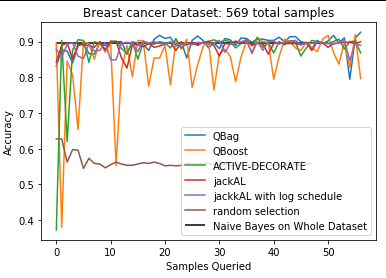 Breast cancer Dataset: 569 total samples
0.9
0.8
0.7
0.6
0.5
0.4
Accuracy
QBag
QBoost
ACTIVE-DECORATE
jackAL
jackkAL with log schedule
random selection
Naive Bayes on Whole Dataset
0 10 20 30 40 50
Samples Queried